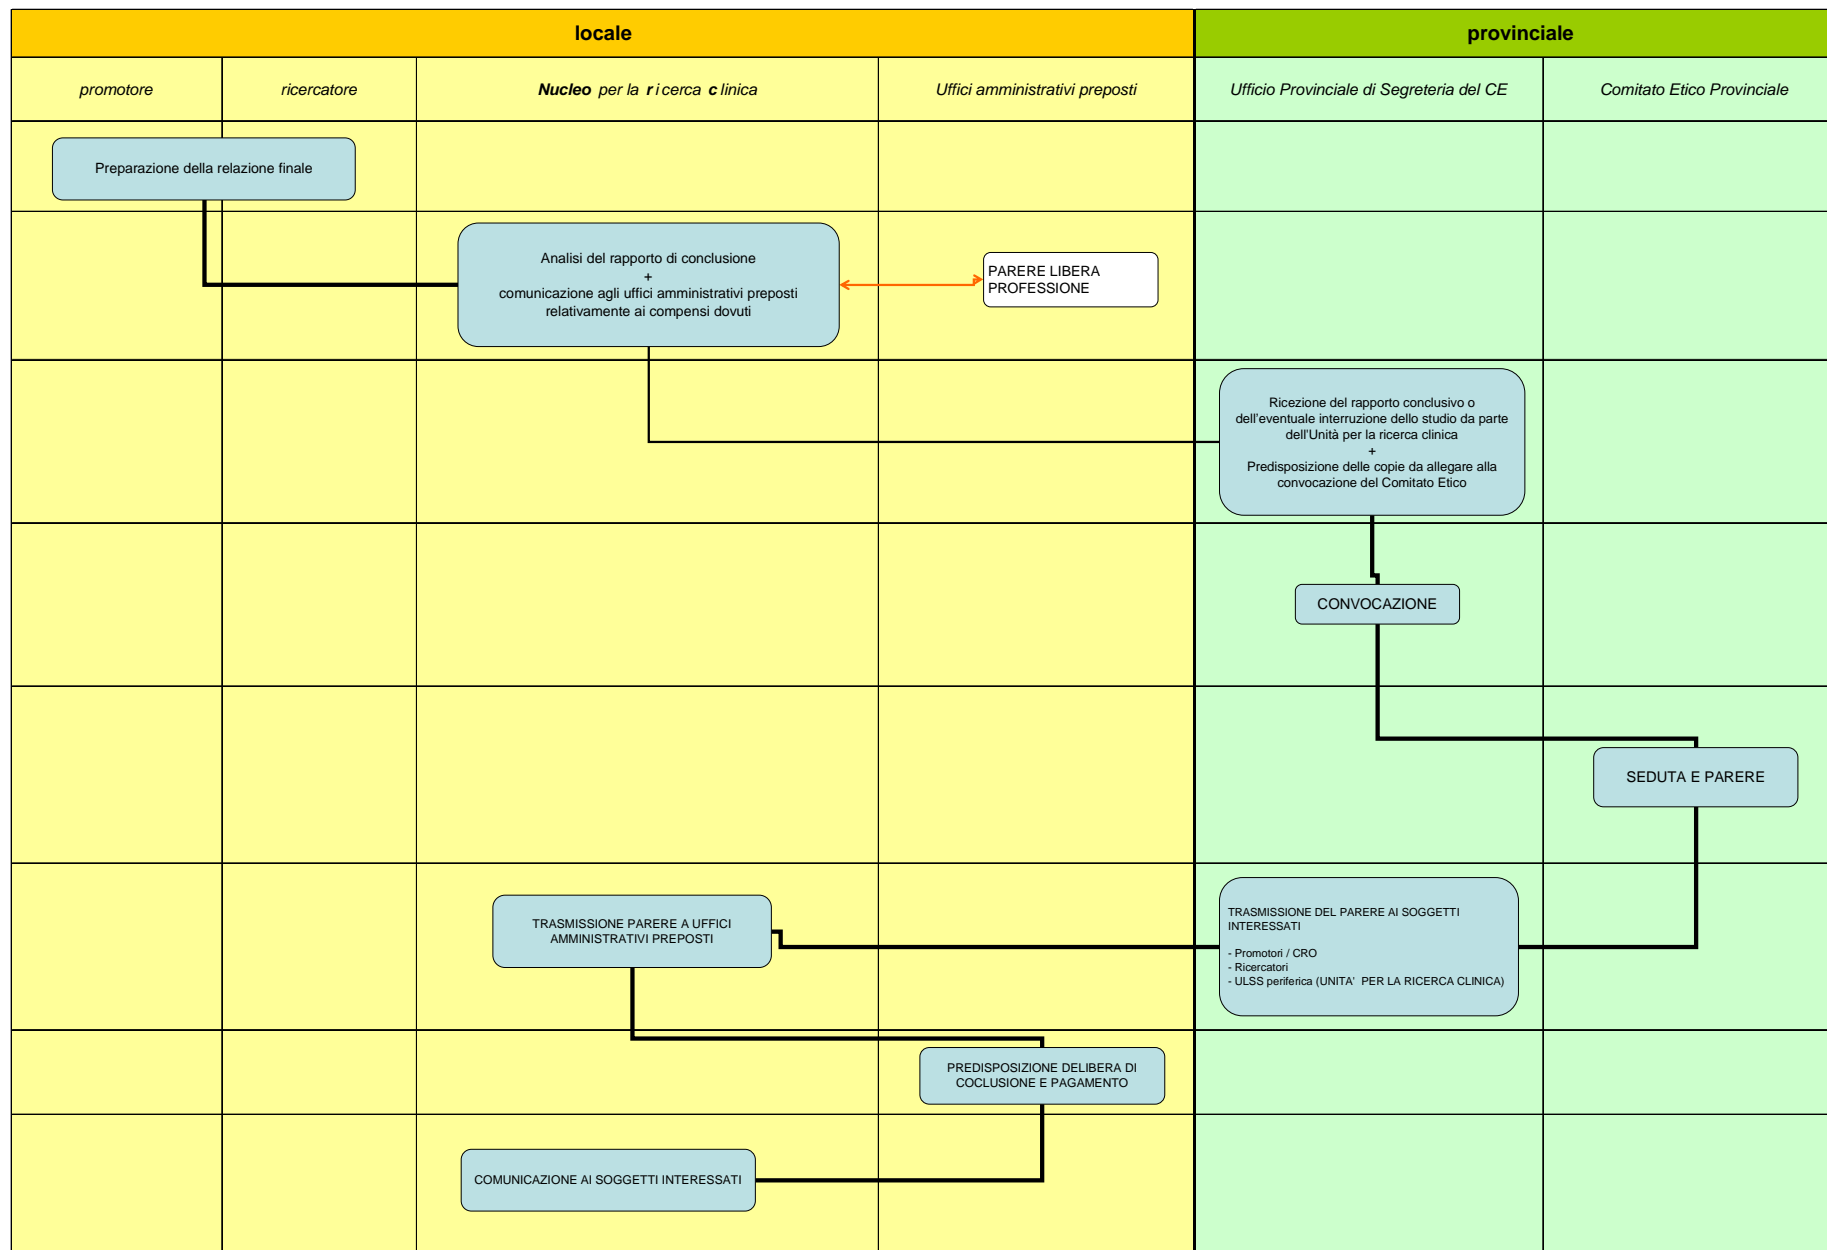 locale
provinciale
promotore
ricercatore
Nucleo per la ricerca clinica
Uffici amministrativi preposti
Ufficio Provinciale di Segreteria del CE
Comitato Etico Provinciale
Preparazione della relazione finale
Analisi del rapporto di conclusione
+
comunicazione agli uffici amministrativi preposti
relativamente ai compensi dovuti
PARERE LIBERA
PROFESSIONE
Ricezione del rapporto conclusivo o
dell'eventuale interruzione dello studio da parte
dell'Unità per la ricerca clinica
+
Predisposizione delle copie da allegare alla
convocazione del Comitato Etico
CONVOCAZIONE
SEDUTA E PARERE
TRASMISSIONE PARERE A UFFICI
AMMINISTRATIVI PREPOSTI
TRASMISSIONE DEL PARERE AI SOGGETTI
INTERESSATI
- Promotori / CRO
- Ricercatori
- ULSS periferica (UNITA' PER LA RICERCA CLINICA)
PREDISPOSIZIONE DELIBERA DI
COCLUSIONE E PAGAMENTO
COMUNICAZIONE AI SOGGETTI INTERESSATI